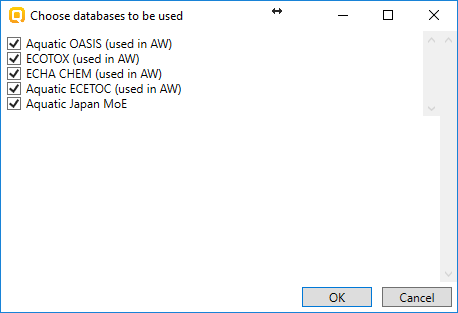 Choose databases to be used
Aquatic OASIS (used in AW)
ECOTOX (used in AW)
ECHA CHEM (used in AW)
Aquatic ECETOC (used in AW)
Aquatic Japan MoE
OK
Cancel